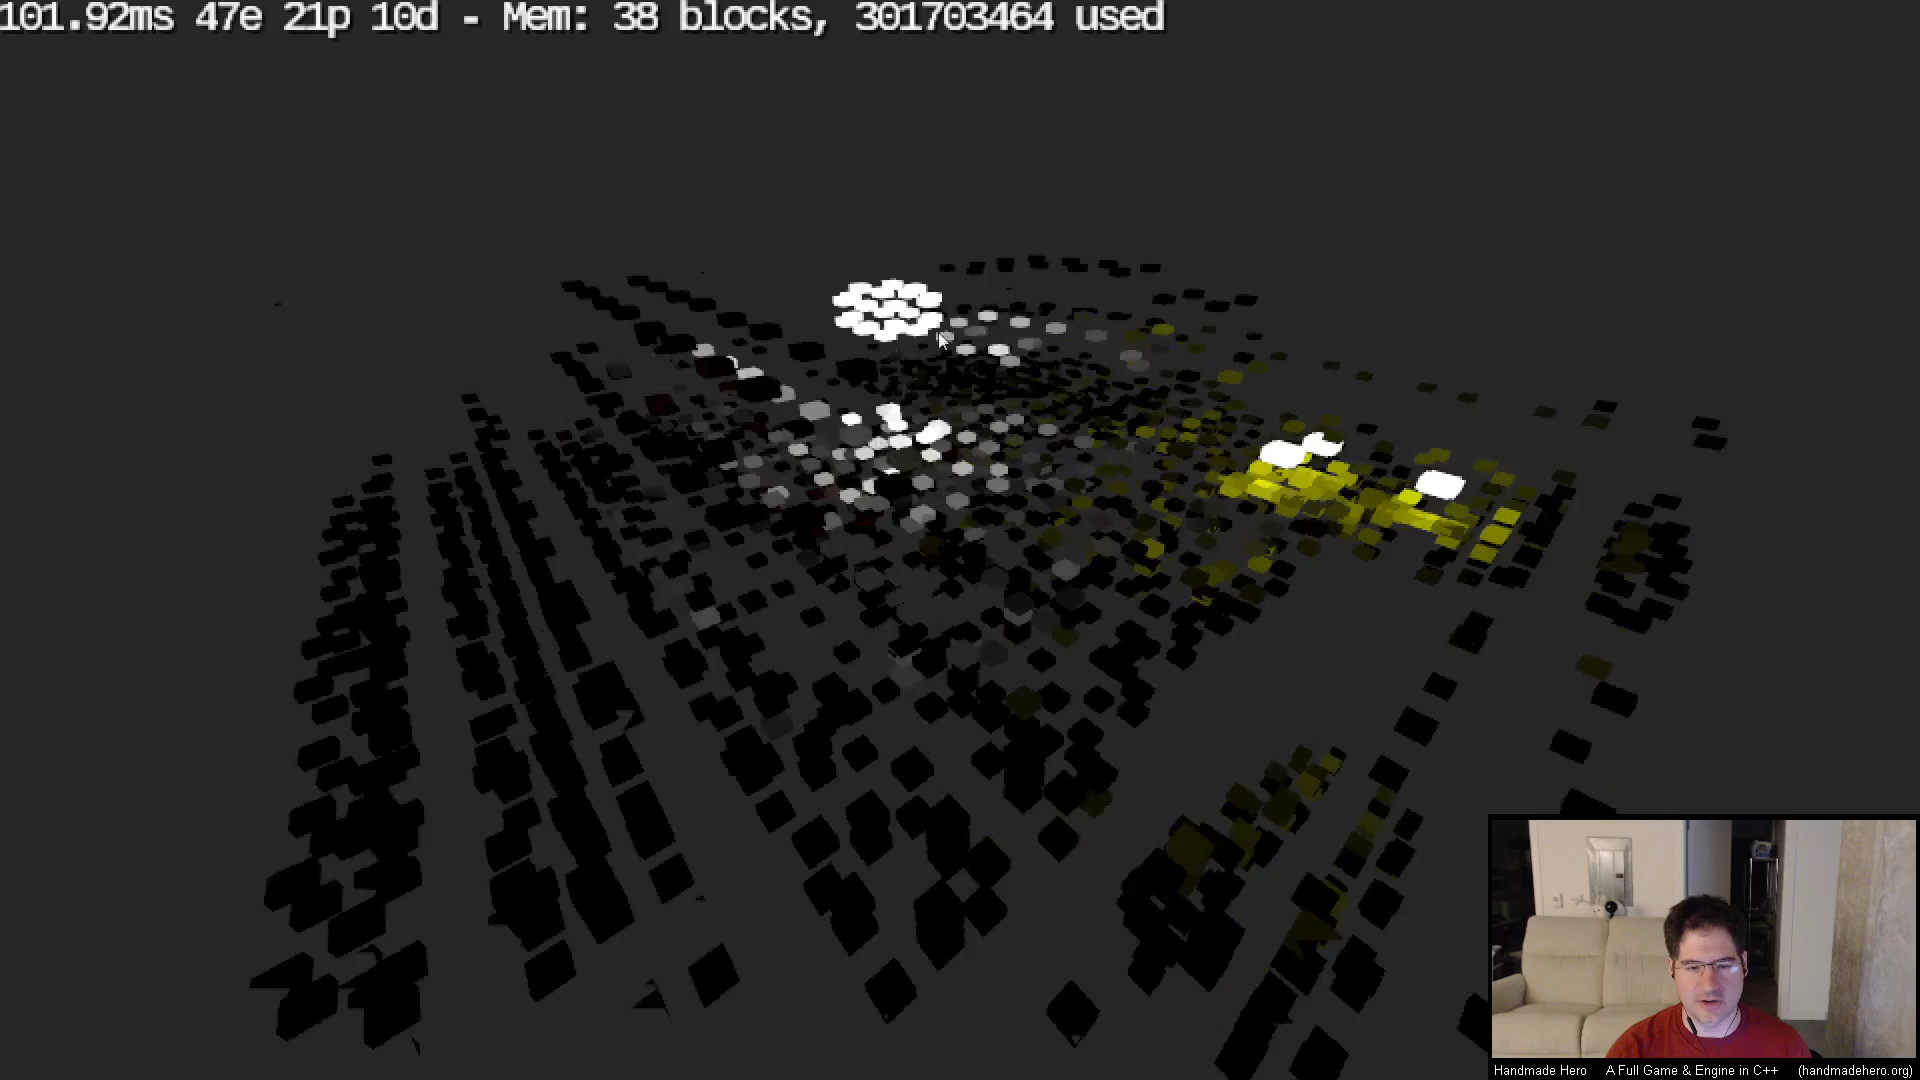 101.92ms 47e 21p 10d - Mem: 38 blocks, 301703464 used
Handmade Hero A Full Game & Engine in C++ (handmadehero.org)